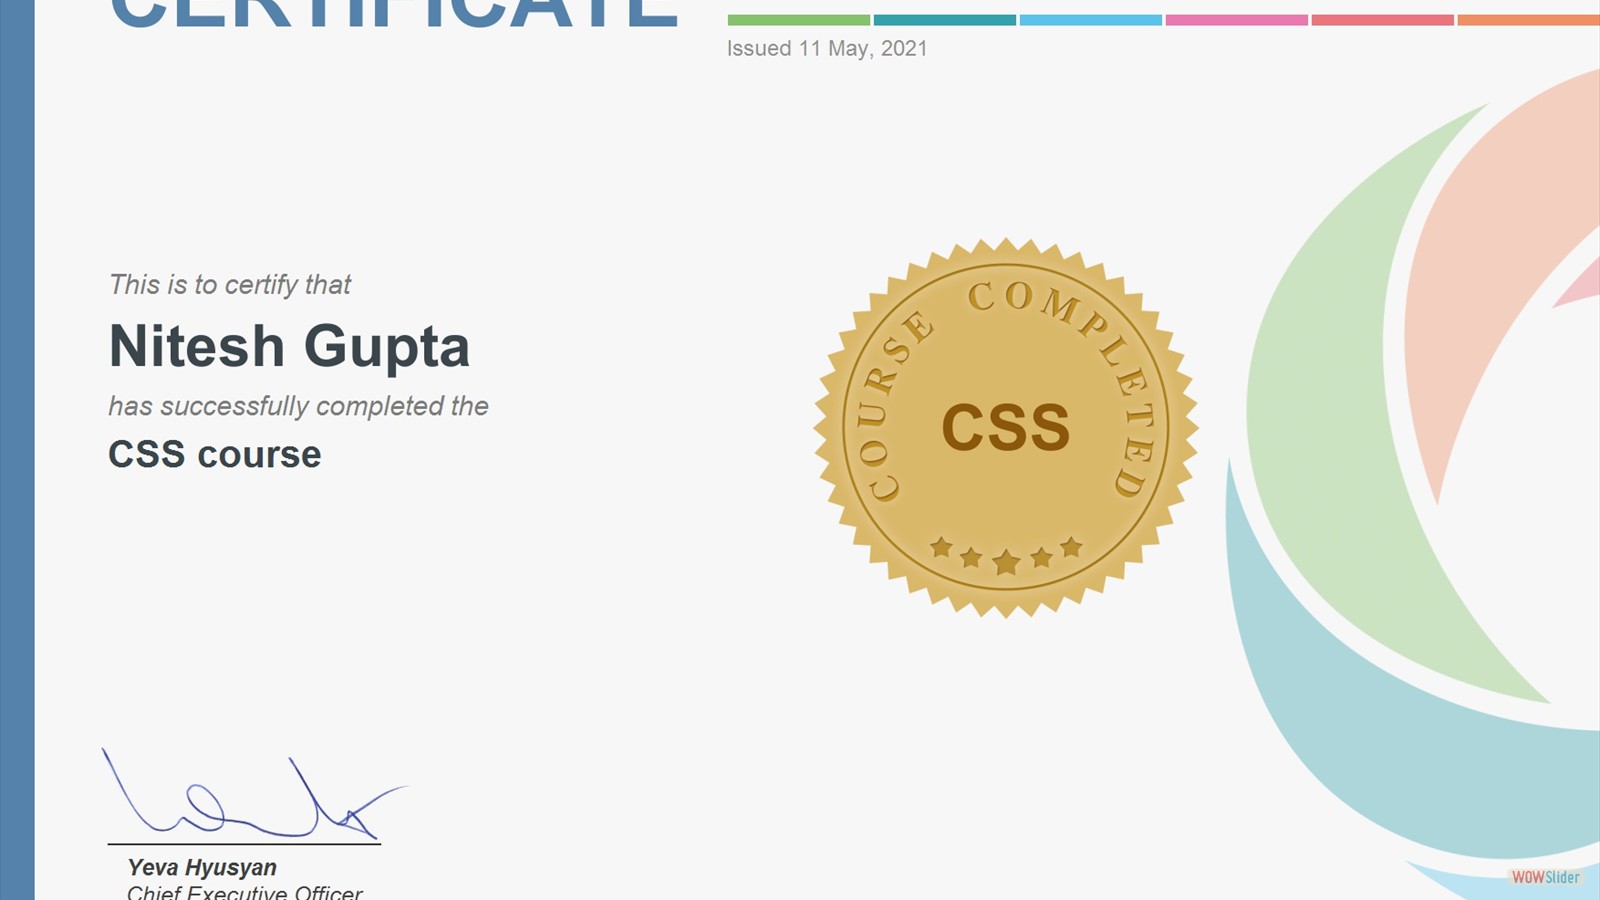 CERTIFICATE
Issued 11 May, 2021
This is to certify that
Nitesh Gupta
has successfully completed the
CSS course
COURSE COMPLETED
CSS
Yeva Hyusyan
Chief Executive Officer
WOWSlider